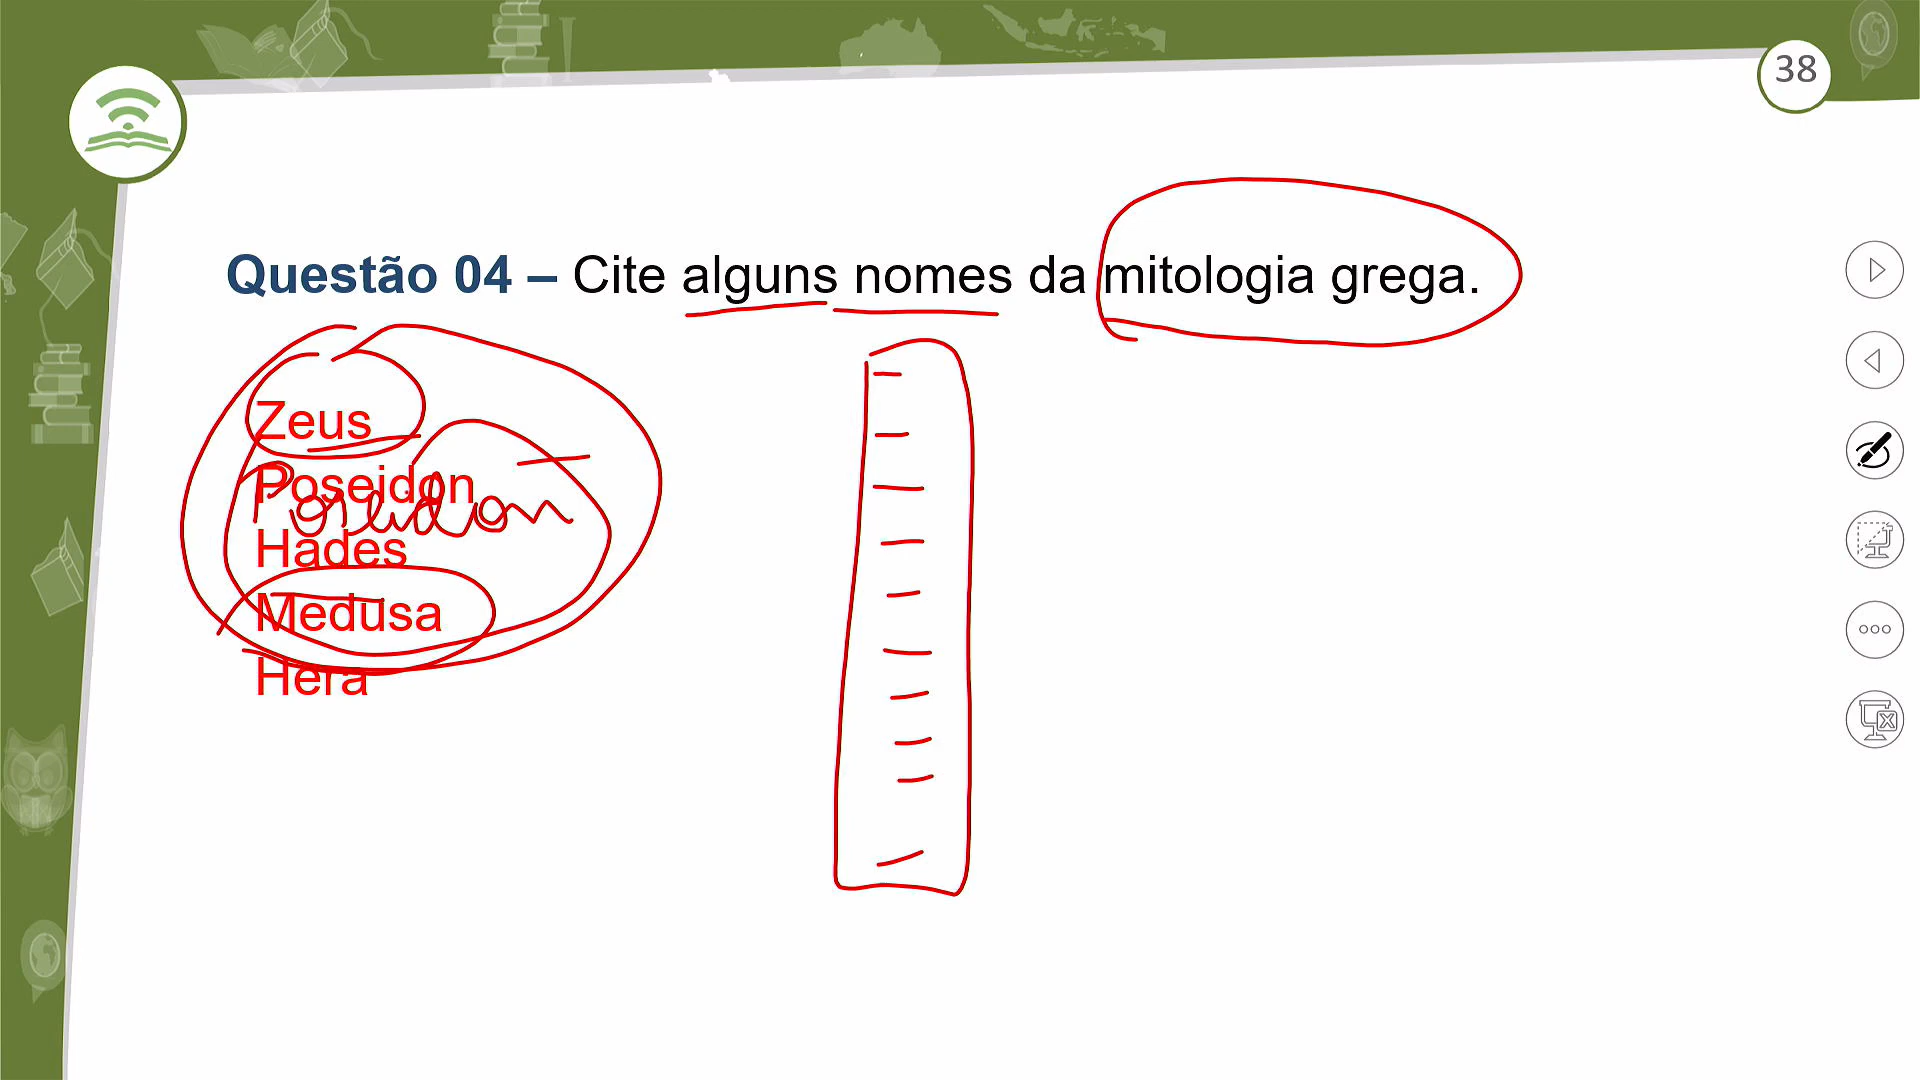 38
Questão 04 – Cite alguns nomes da mitologia grega.
Zeus
Poseidon
Poseidon
Hades
Medusa
Hera